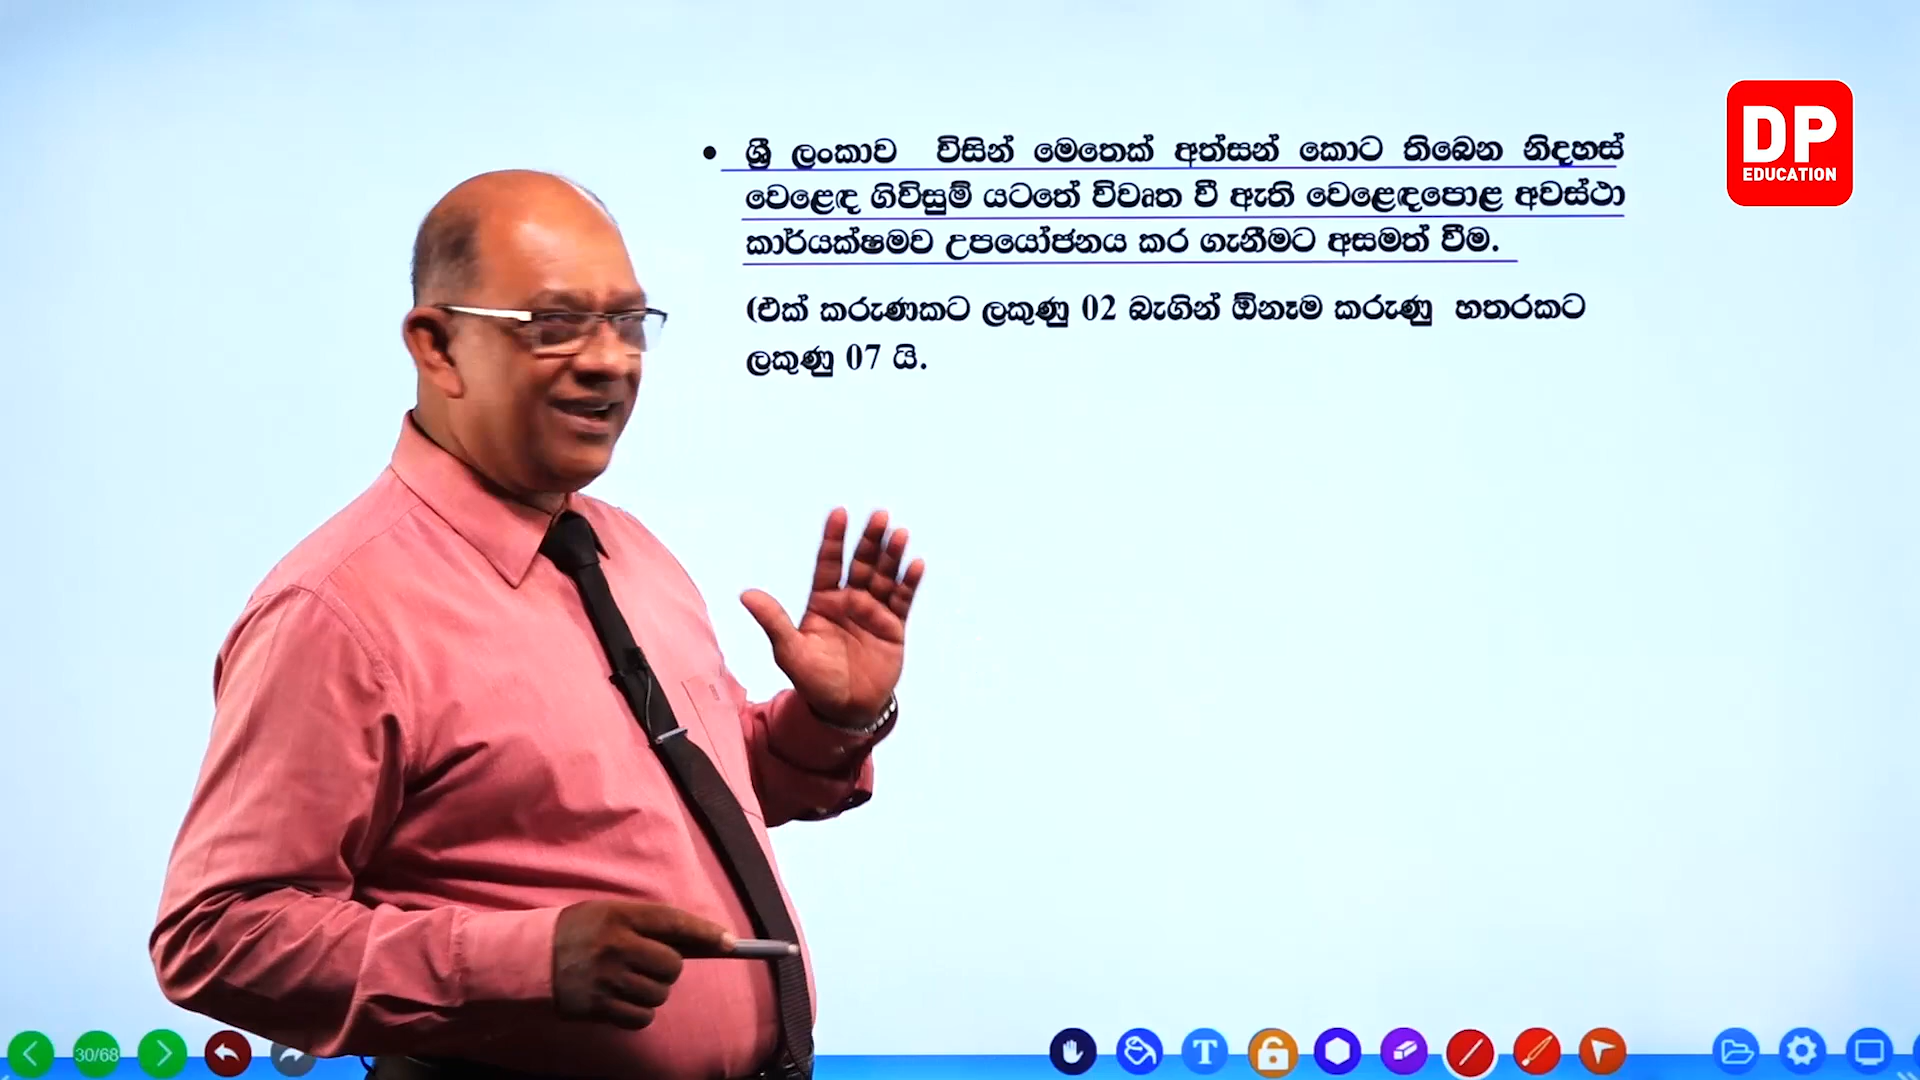 • ශ්‍රී ලංකාව විසින් මෙතෙක් අත්සන් කොට තිබෙන නිදහස්
වෙළෙඳ ගිවිසුම් යටතේ විවෘත වී ඇති වෙළෙඳපොළ අවස්ථා
කාර්යක්ෂමව උපයෝජනය කර ගැනීමට අසමත් වීම.
(එක් කරුණකට ලකුණු 02 බැගින් ඕනෑම කරුණු හතරකට
ලකුණු 07 යි.
DP
EDUCATION
30/68
T